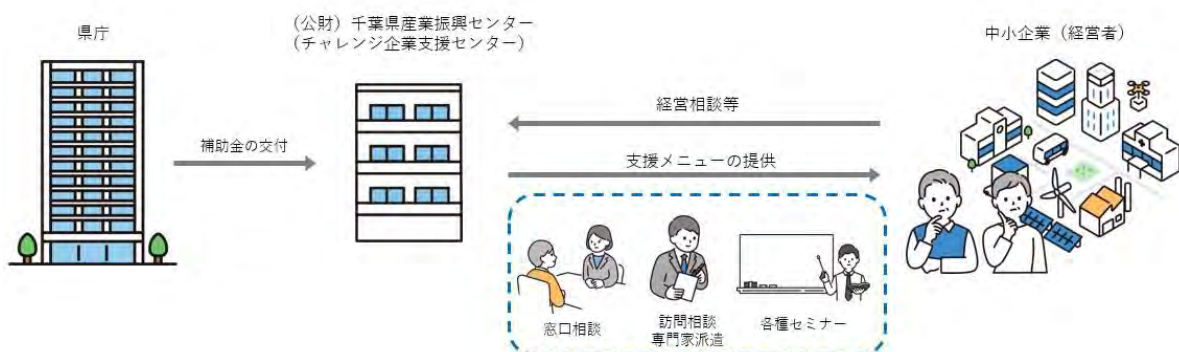 県庁
（公財）千葉県産業振興センター
（チャレンジ企業支援センター）
中小企業（経営者）
補助金の交付
経営相談等
支援メニューの提供
窓口相談
訪問相談
専門家派遣
各種セミナー